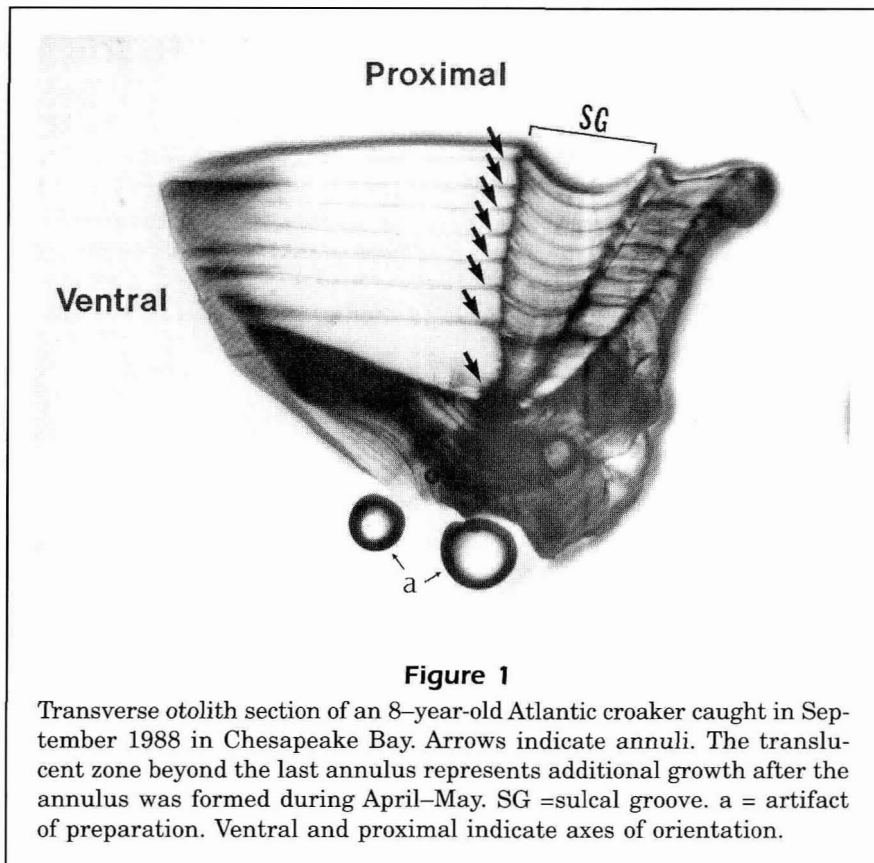 Proximal
SG
Ventral
a
Figure 1
Transverse otolith section of an 8–year-old Atlantic croaker caught in Sep-
tember 1988 in Chesapeake Bay. Arrows indicate annuli. The translu-
cent zone beyond the last annulus represents additional growth after the
annulus was formed during April–May. SG =sulcal groove. a = artifact
of preparation. Ventral and proximal indicate axes of orientation.